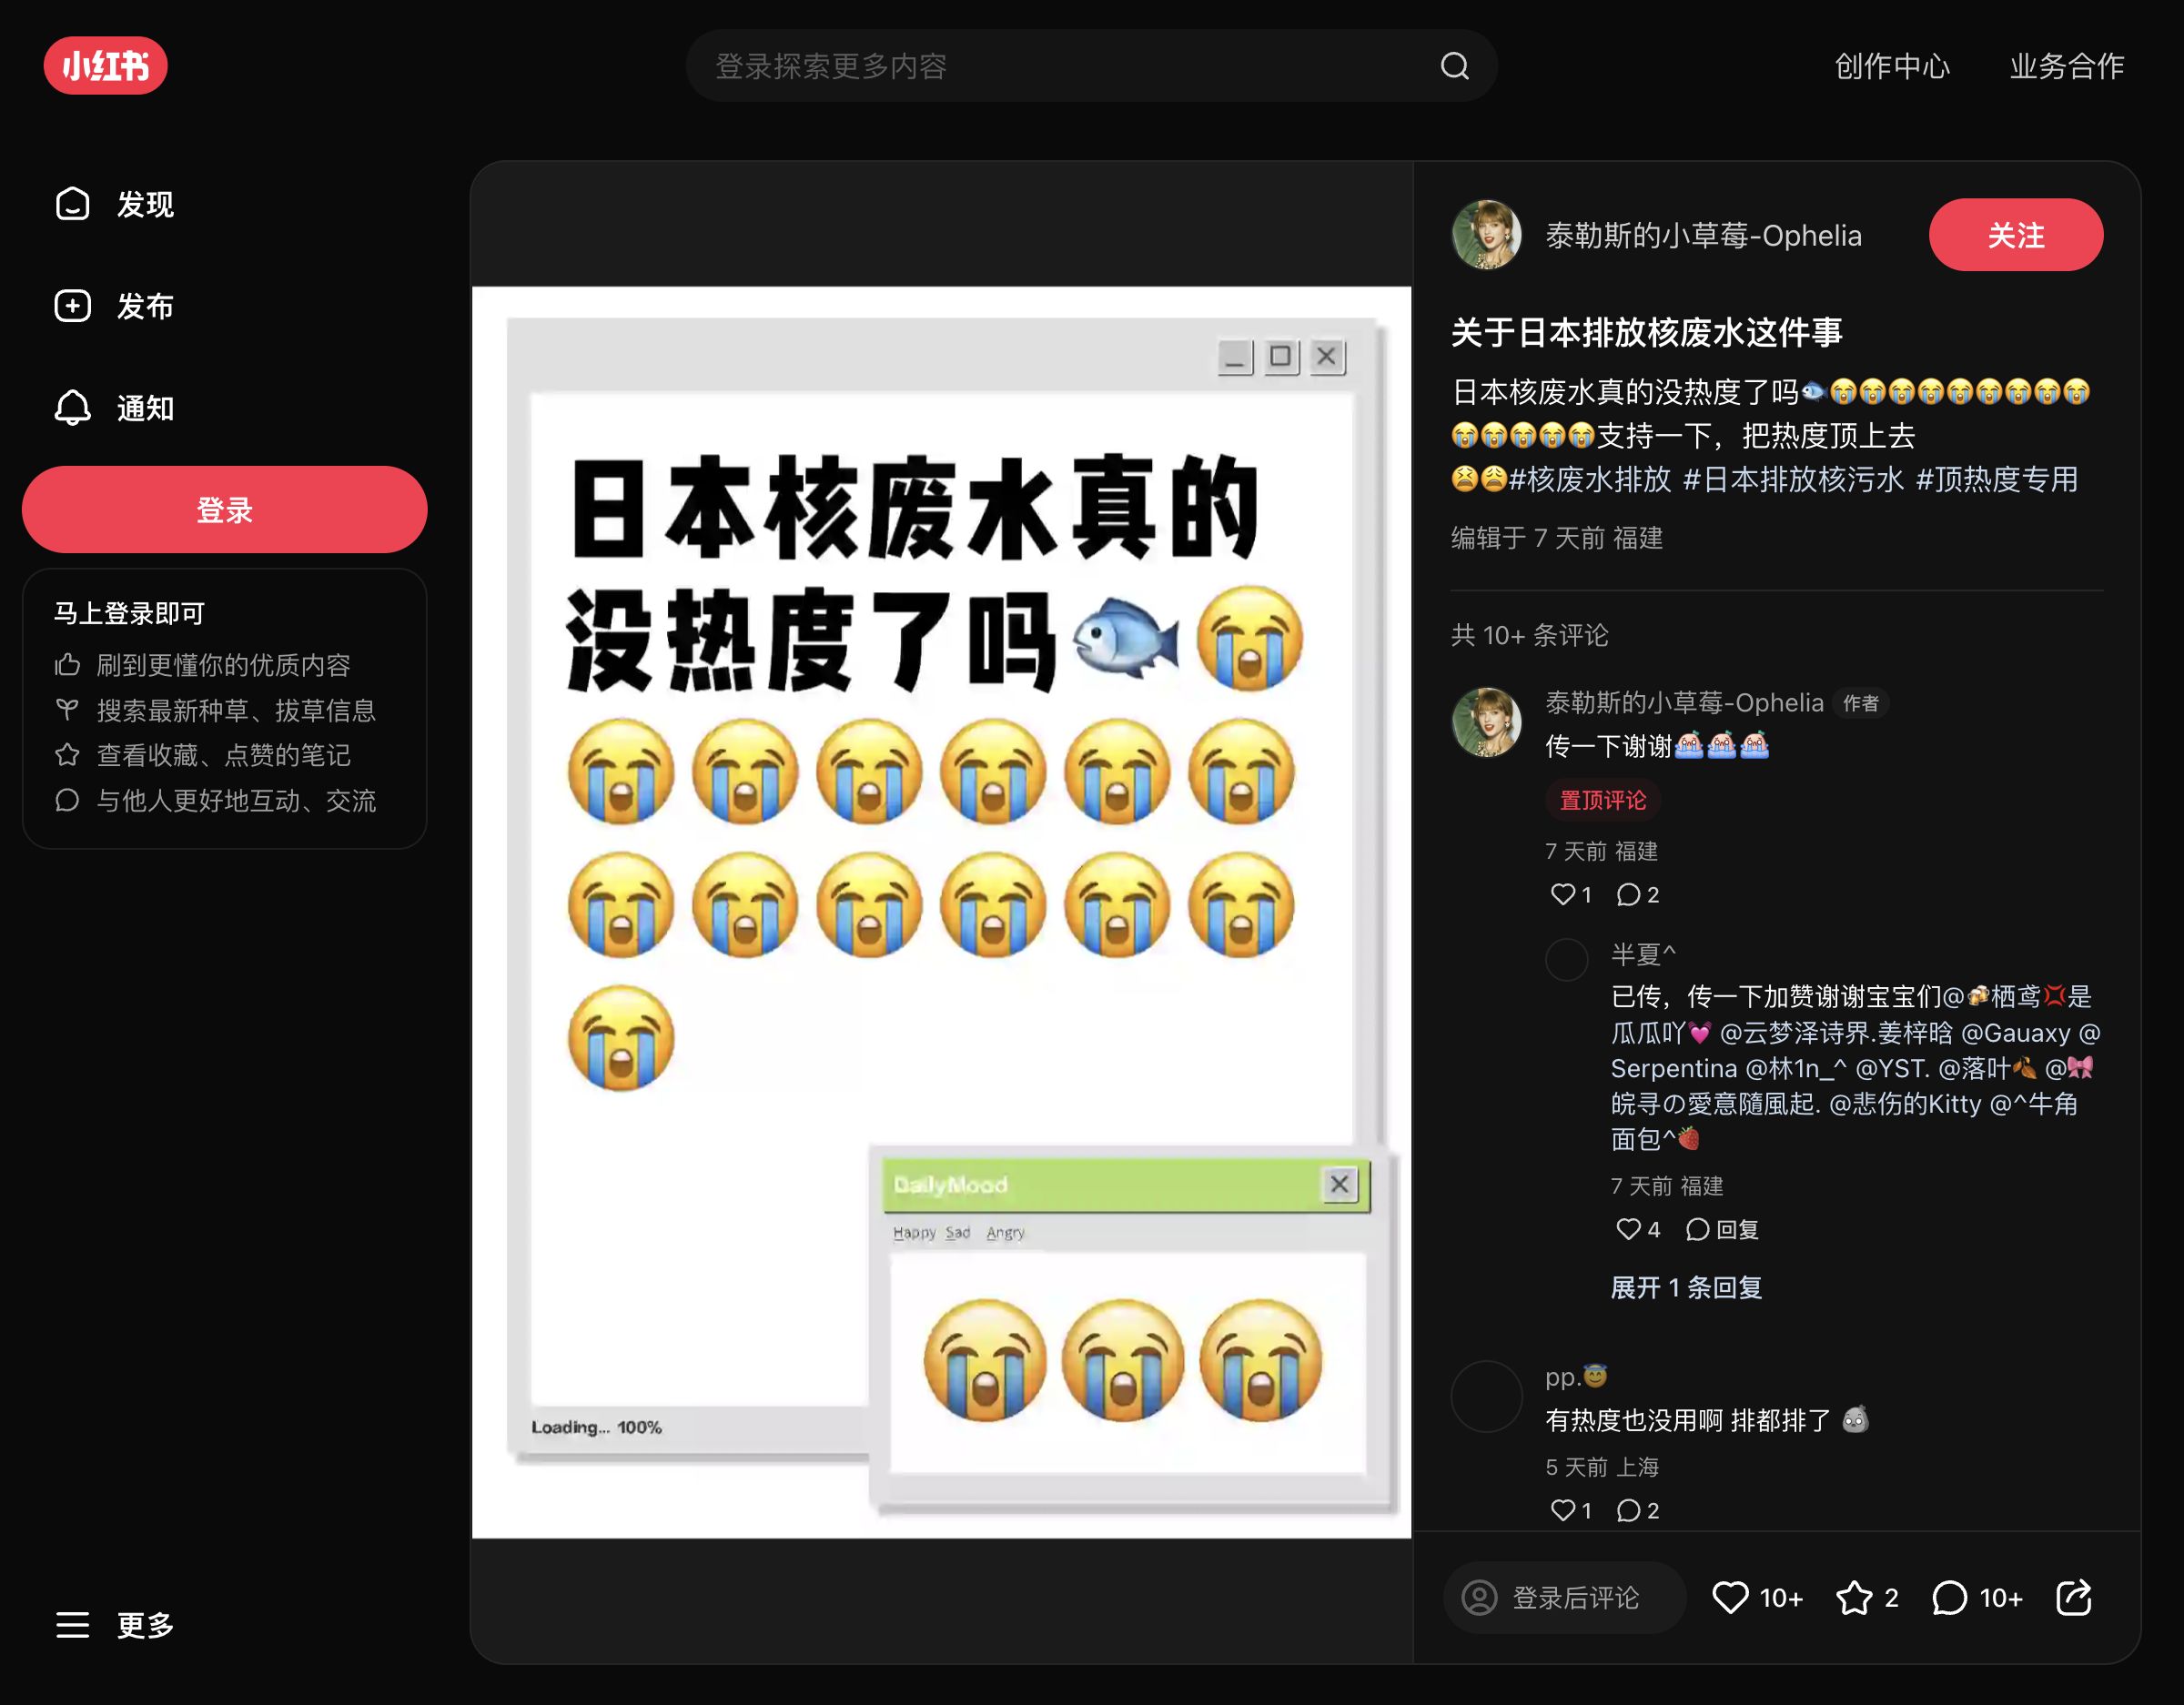 小红书
登录探索更多内容
创作中心
业务合作
发现
发布
通知
登录
马上登录即可
刷到更懂你的优质内容
搜索最新种草、拔草信息
查看收藏、点赞的笔记
与他人更好地互动、交流
更多
日本核废水真的
没热度了吗🐟😭
😭😭😭😭😭😭
😭😭😭😭😭😭
😭
DailyMood
Happy Sad Angry
😭😭😭
Loading... 100%
泰勒斯的小草莓-Ophelia
关注
关于日本排放核废水这件事
日本核废水真的没热度了吗🐟😭😭😭😭😭😭😭😭😭
😭😭😭😭😭支持一下，把热度顶上去
😫😩#核废水排放 #日本排放核污水 #顶热度专用
编辑于 7 天前 福建
共 10+ 条评论
泰勒斯的小草莓-Ophelia 作者
传一下谢谢
置顶评论
7 天前 福建
1 2
半夏^
已传，传一下加赞谢谢宝宝们@🍻栖鸢💢是
瓜瓜吖💓 @云梦泽诗界.姜梓晗 @Gauaxy @
Serpentina @林1n_^ @YST. @落叶🍂 @🎀
皖寻の愛意隨風起. @悲伤的Kitty @^牛角
面包^🍓
7 天前 福建
4 回复
展开 1 条回复
pp.😇
有热度也没用啊 排都排了
5 天前 上海
1 2
登录后评论
10+ 2 10+